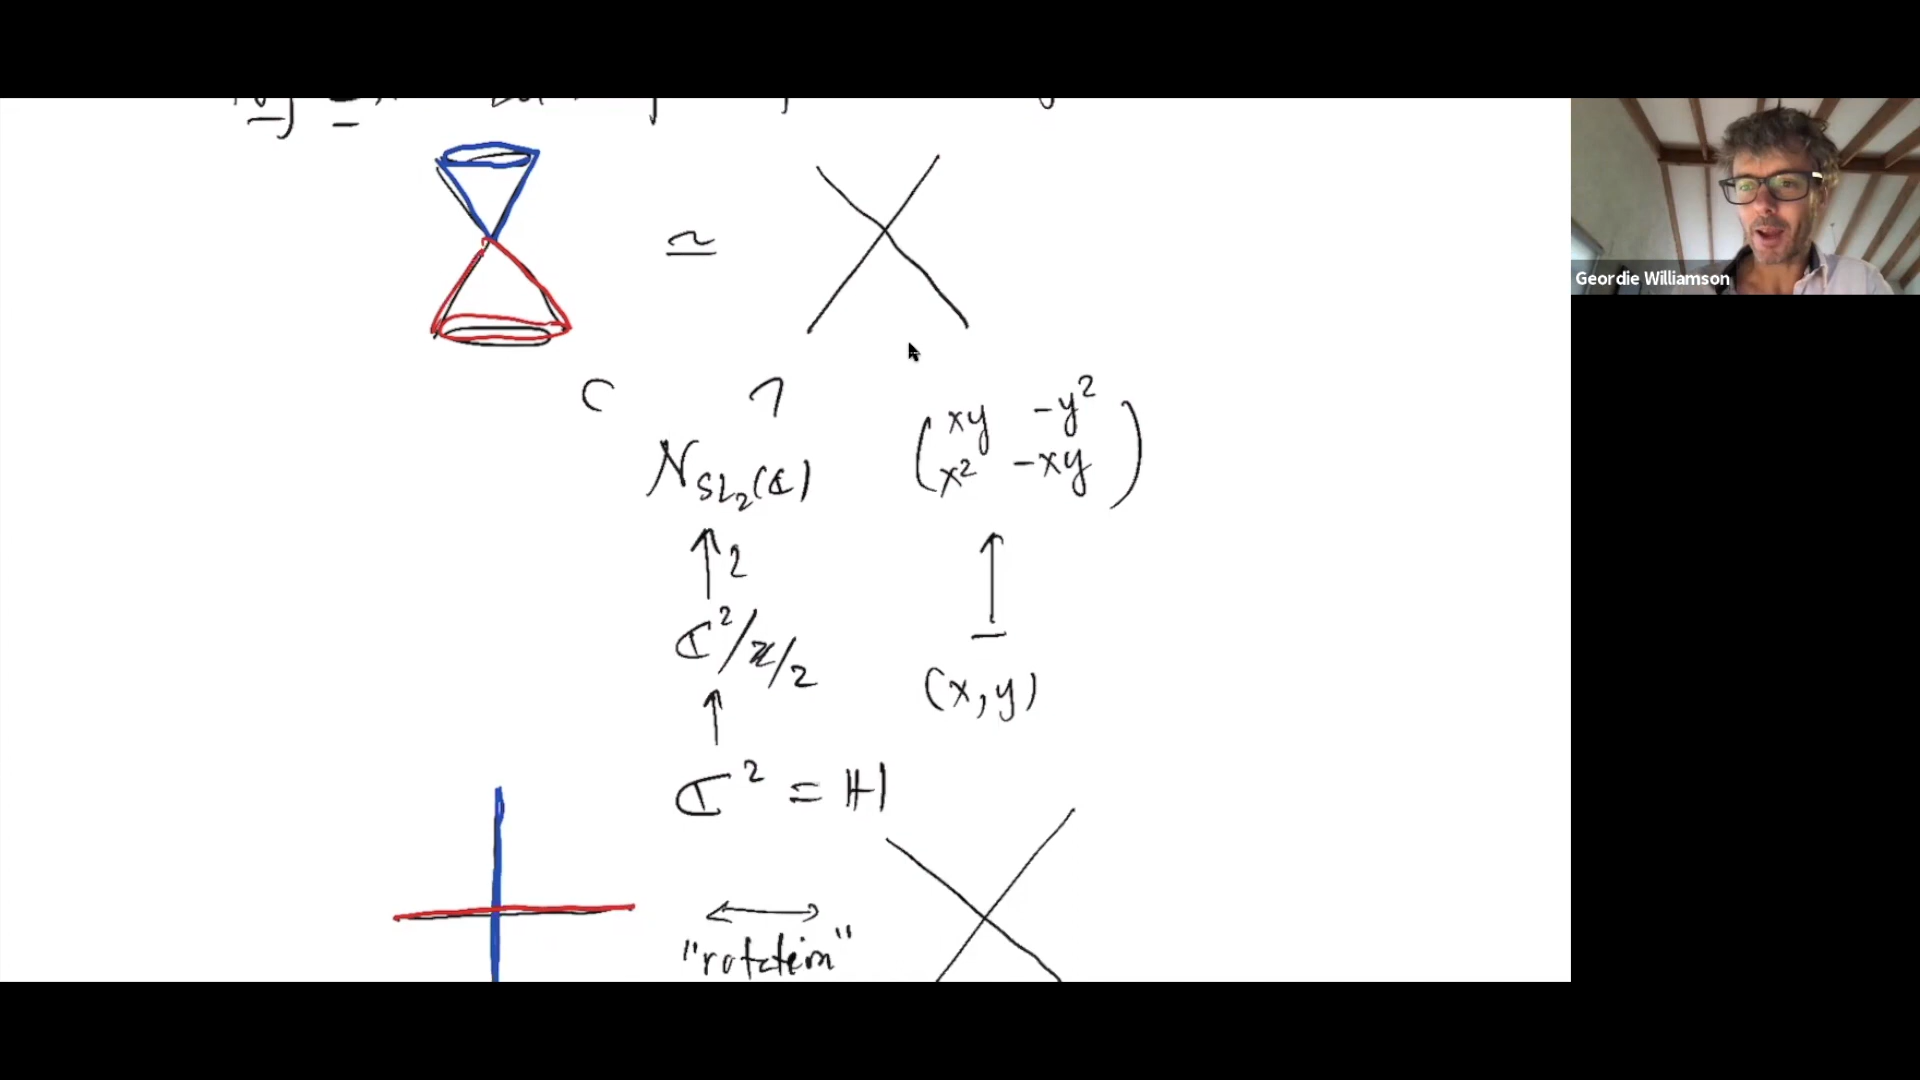 ≃
⊂ ↿
𝒩_{SL_2(ℂ)}
( xy -y²
x² -xy )
↑ 2
ℂ²/ℤ/2
↑
(x,y)
ℂ² = ℍ
↔
"rotation"
Geordie Williamson